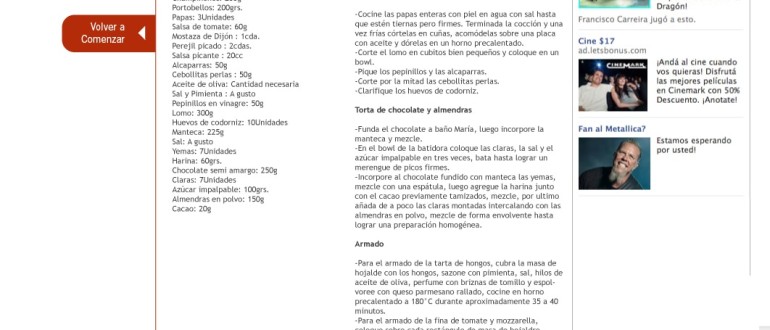 Volver a
Comenzar
Portobellos: 200grs.
Papas: 3Unidades
Salsa de tomate: 60g
Mostaza de Dijón : 1cda.
Perejil picado : 2cdas.
Salsa picante : 20cc
Alcaparras: 50g
Cebollitas perlas : 50g
Aceite de oliva: Cantidad necesaria
Sal y Pimienta : A gusto
Pepinillos en vinagre: 50g
Lomo: 300g
Huevos de codorniz: 10Unidades
Manteca: 225g
Sal: A gusto
Yemas: 7Unidades
Harina: 60grs.
Chocolate semi amargo: 250g
Claras: 7Unidades
Azúcar impalpable: 100grs.
Almendras en polvo: 150g
Cacao: 20g
-Cocine las papas enteras con piel en agua con sal hasta
que estén tiernas pero firmes. Terminada la cocción y una
vez frías córtelas en cuñas, acomódelas sobre una placa
con aceite y dórelas en un horno precalentado.
-Corte el lomo en cubitos bien pequeños y coloque en un
bowl.
-Pique los pepinillos y las alcaparras.
-Corte por la mitad las cebollitas perlas.
-Clarifique los huevos de codorniz.
Torta de chocolate y almendras
-Funda el chocolate a baño María, luego incorpore la
manteca y mezcle.
-En el bowl de la batidora coloque las claras, la sal y el
azúcar impalpable en tres veces, bata hasta lograr un
merengue de picos firmes.
-Incorpore al chocolate fundido con manteca las yemas,
mezcle con una espátula, luego agregue la harina junto
con el cacao previamente tamizados, mezcle, por ultimo
añada de a poco las claras montadas intercalando con las
almendras en polvo, mezcle de forma envolvente hasta
lograr una preparación homogénea.
Armado
-Para el armado de la tarta de hongos, cubra la masa de
hojalde con los hongos, sazone con pimienta, sal, hilos de
aceite de oliva, perfume con briznas de tomillo y espol-
voree con queso parmesano rallado, cocine en horno
precalentado a 180°C durante aproximadamente 35 a 40
minutos.
-Para el armado de la fina de tomate y mozzarella,
Dragón!
Francisco Carreira jugó a esto.
Cine $17
ad.letsbonus.com
CINEMARK
¡Andá al cine cuando
vos quieras! Disfrutá
las mejores películas
en Cinemark con 50%
Descuento. ¡Anotate!
Fan al Metallica?
Estamos esperando
por usted!